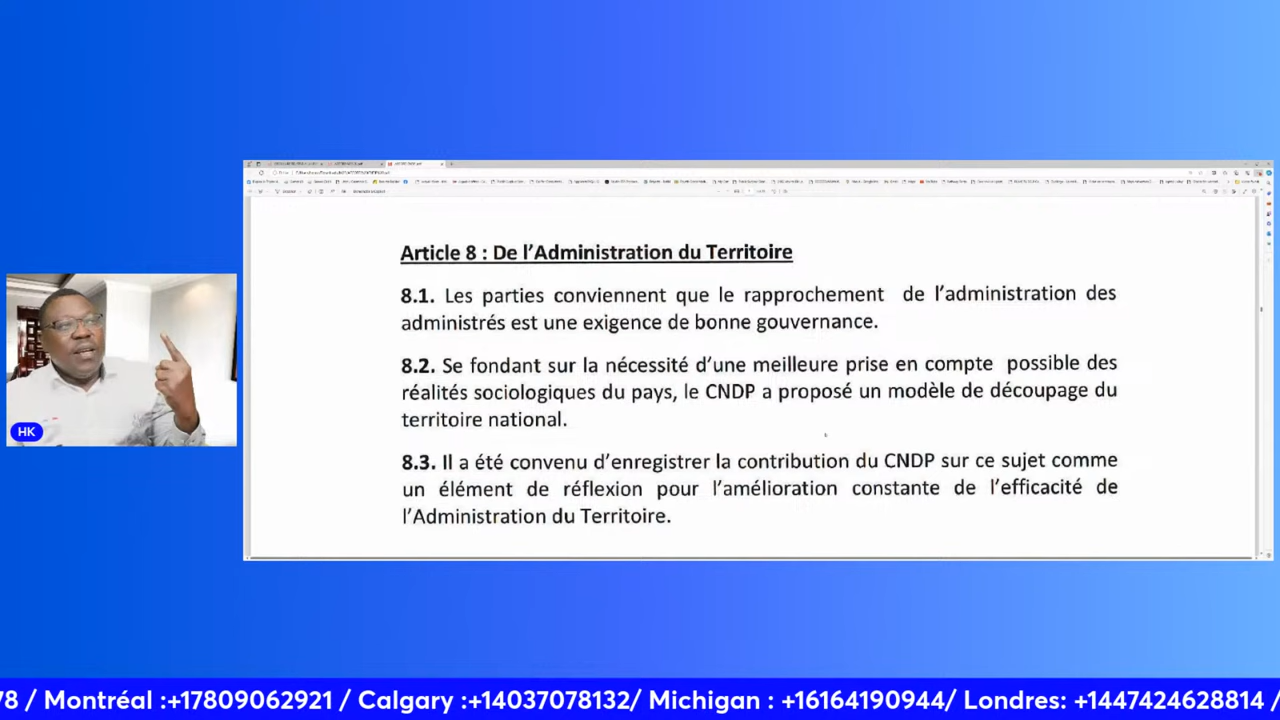 Article 8 : De l'Administration du Territoire
8.1. Les parties conviennent que le rapprochement de l'administration des
administrés est une exigence de bonne gouvernance.
8.2. Se fondant sur la nécessité d'une meilleure prise en compte possible des
réalités sociologiques du pays, le CNDP a proposé un modèle de découpage du
territoire national.
8.3. Il a été convenu d'enregistrer la contribution du CNDP sur ce sujet comme
un élément de réflexion pour l'amélioration constante de l'efficacité de
l'Administration du Territoire.
HK
78 / Montréal :+17809062921 / Calgary :+14037078132/ Michigan : +16164190944/ Londres: +1447424628814 /